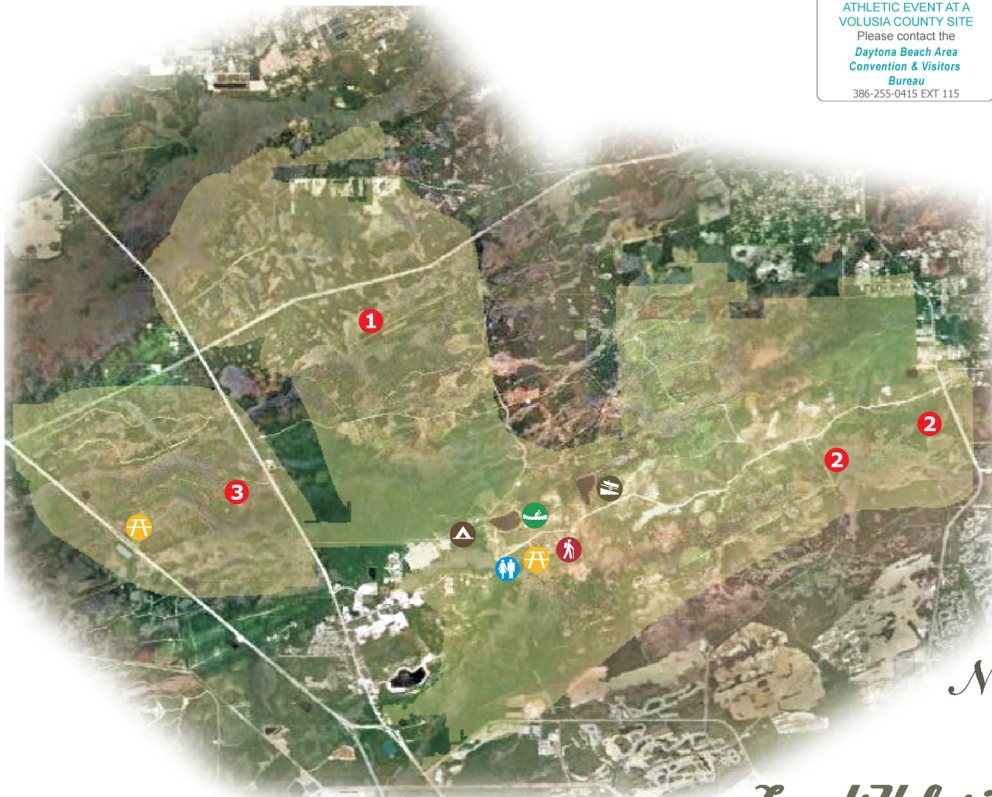 ATHLETIC EVENT AT A
VOLUSIA COUNTY SITE
Please contact the
Daytona Beach Area
Convention & Visitors
Bureau
386-255-0415 EXT 115
1
2
2
3
N